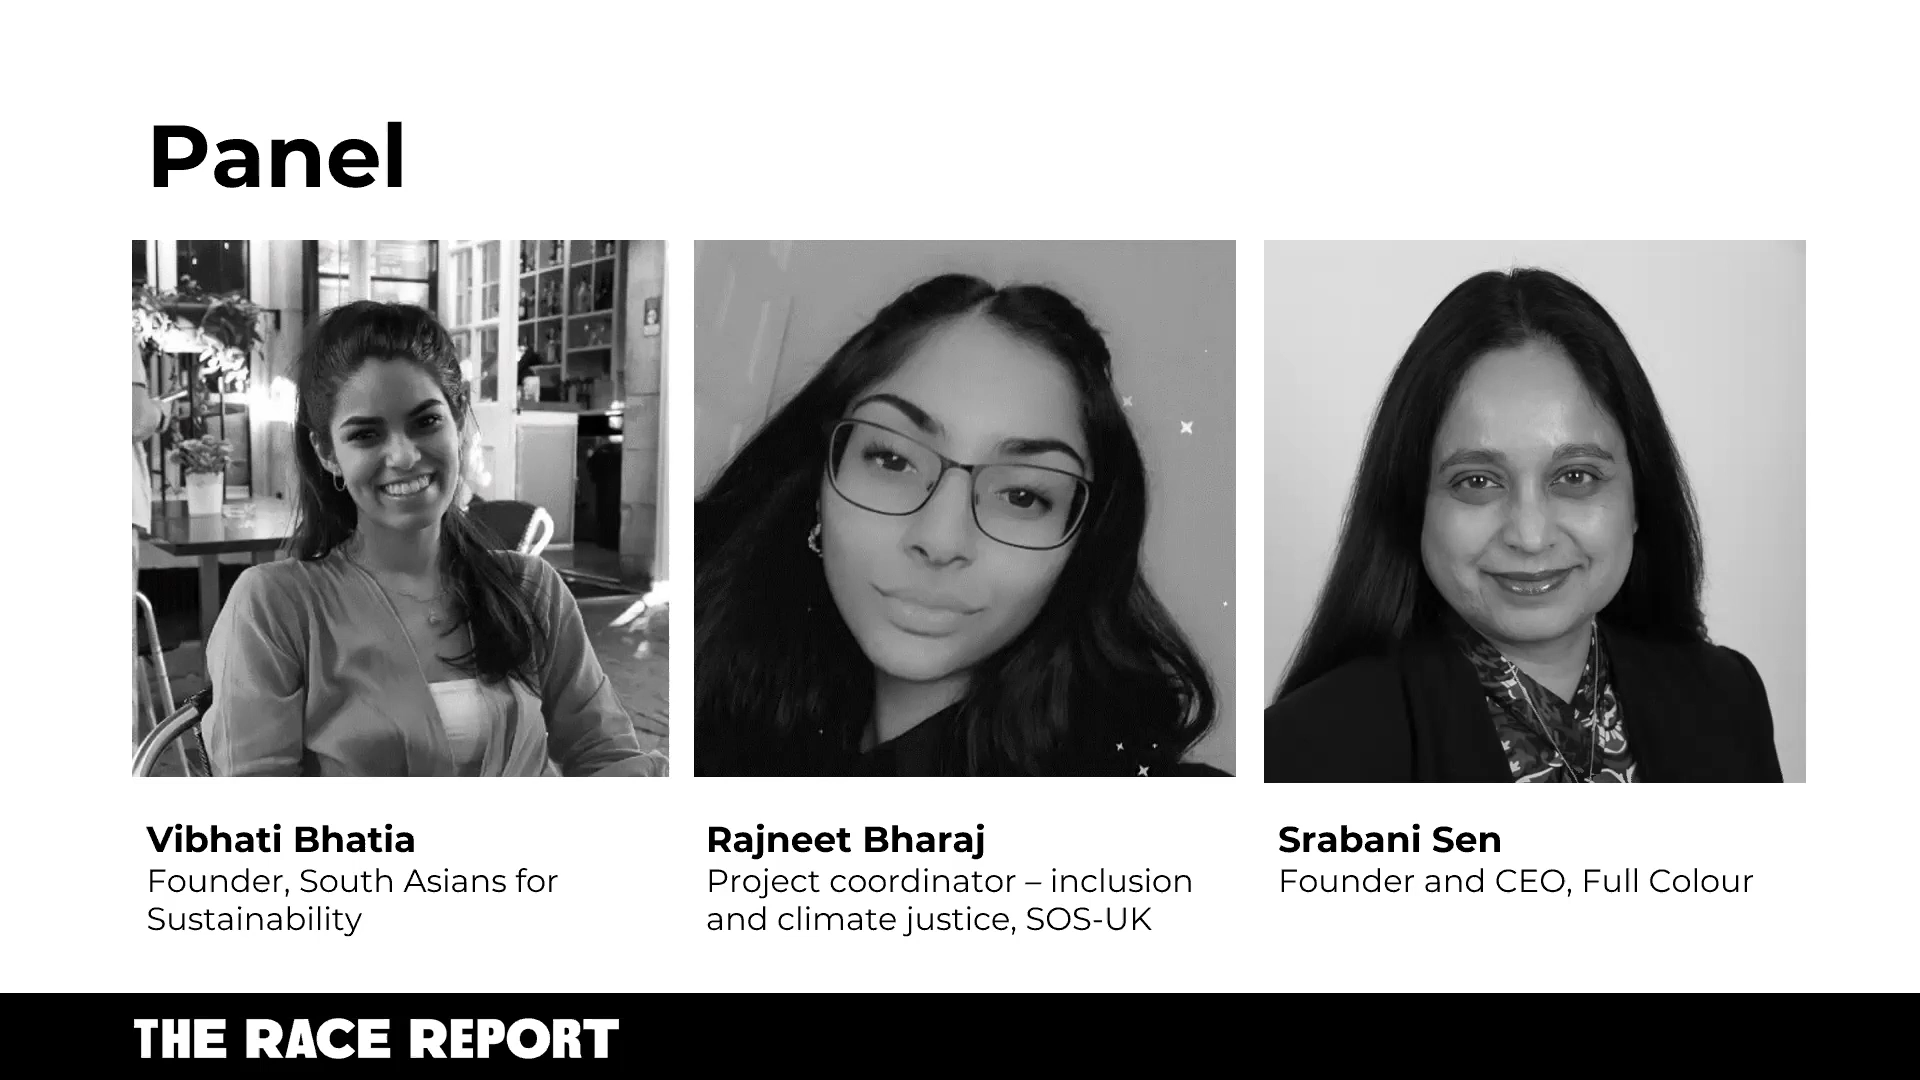 Panel
Vibhati Bhatia
Founder, South Asians for
Sustainability
Rajneet Bharaj
Project coordinator – inclusion
and climate justice, SOS-UK
Srabani Sen
Founder and CEO, Full Colour
THE RACE REPORT